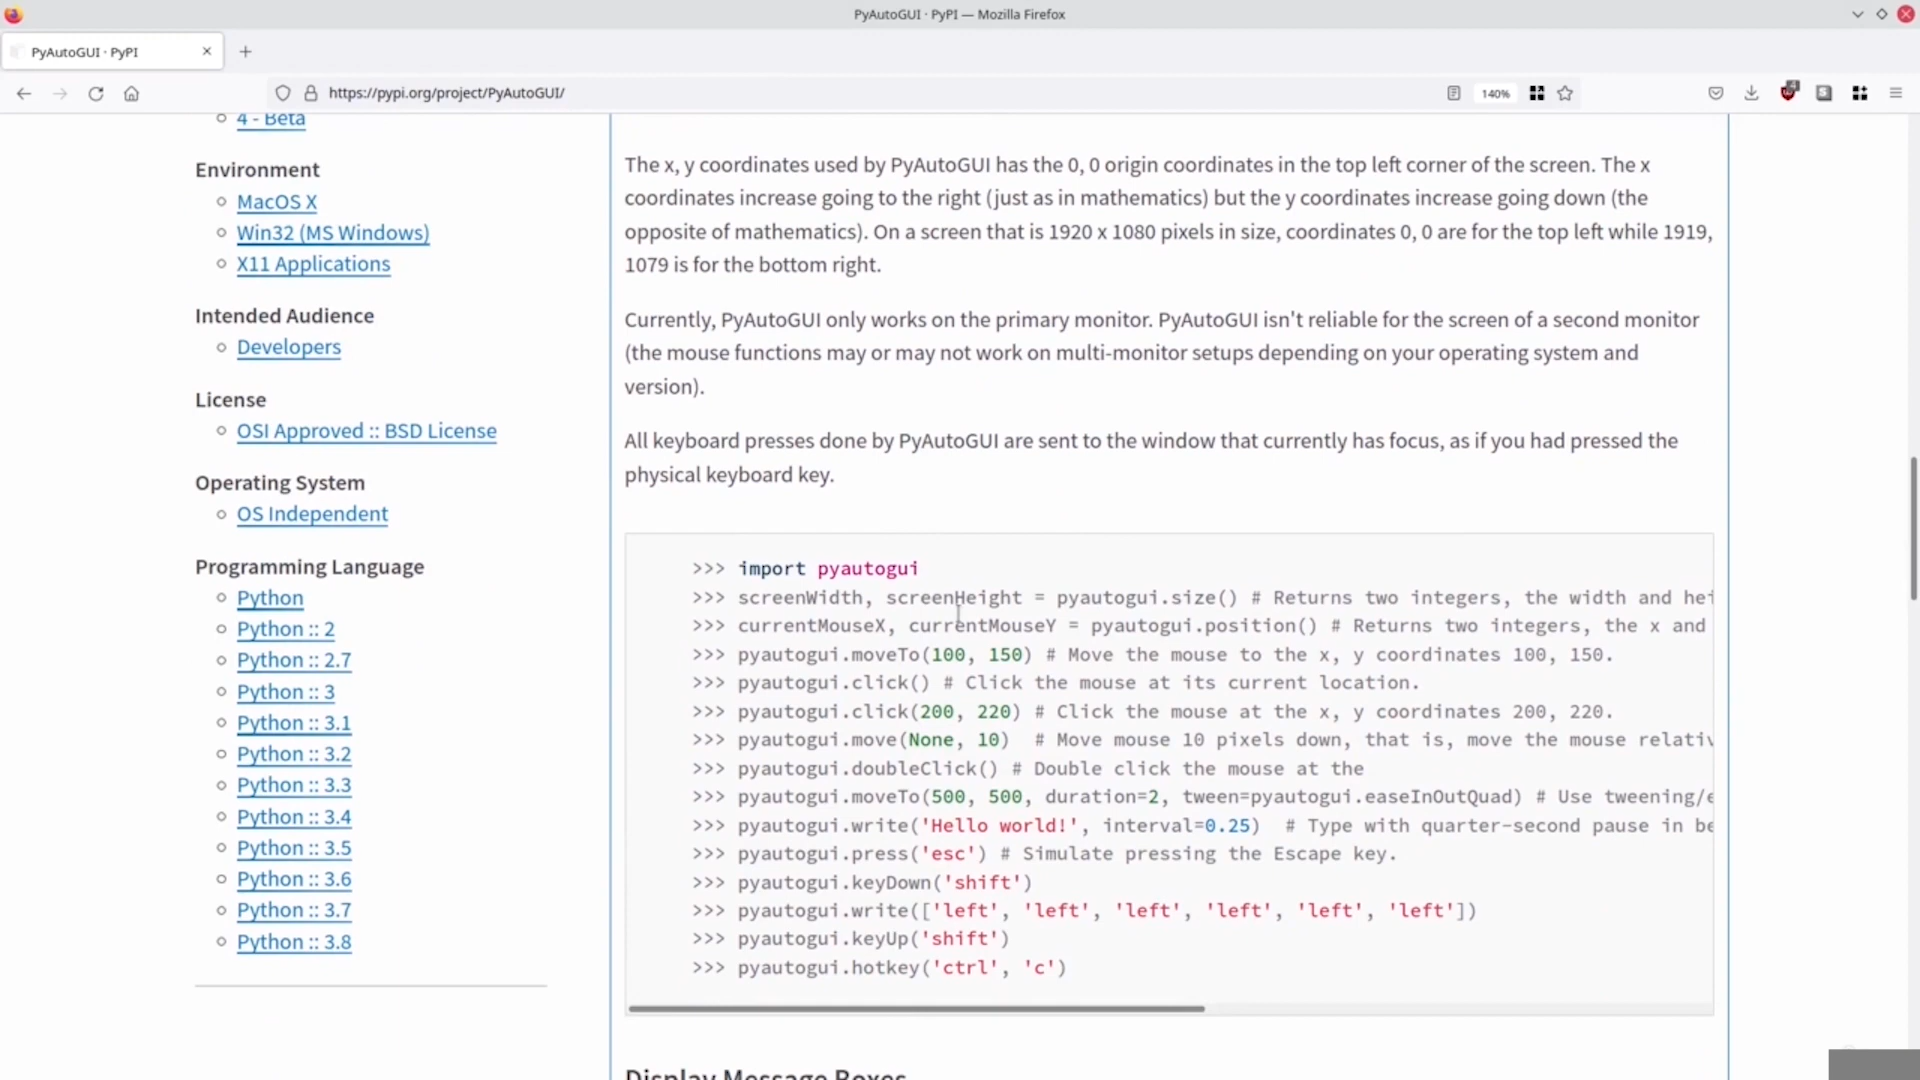 PyAutoGUI · PyPI — Mozilla Firefox
PyAutoGUI · PyPI
https://pypi.org/project/PyAutoGUI/
140%
4 - Beta
Environment
MacOS X
Win32 (MS Windows)
X11 Applications
Intended Audience
Developers
License
OSI Approved :: BSD License
Operating System
OS Independent
Programming Language
Python
Python :: 2
Python :: 2.7
Python :: 3
Python :: 3.1
Python :: 3.2
Python :: 3.3
Python :: 3.4
Python :: 3.5
Python :: 3.6
Python :: 3.7
Python :: 3.8
The x, y coordinates used by PyAutoGUI has the 0, 0 origin coordinates in the top left corner of the screen. The x
coordinates increase going to the right (just as in mathematics) but the y coordinates increase going down (the
opposite of mathematics). On a screen that is 1920 x 1080 pixels in size, coordinates 0, 0 are for the top left while 1919,
1079 is for the bottom right.
Currently, PyAutoGUI only works on the primary monitor. PyAutoGUI isn't reliable for the screen of a second monitor
(the mouse functions may or may not work on multi-monitor setups depending on your operating system and
version).
All keyboard presses done by PyAutoGUI are sent to the window that currently has focus, as if you had pressed the
physical keyboard key.
>>> import pyautogui
>>> screenWidth, screenHeight = pyautogui.size() # Returns two integers, the width and hei
>>> currentMouseX, currentMouseY = pyautogui.position() # Returns two integers, the x and
>>> pyautogui.moveTo(100, 150) # Move the mouse to the x, y coordinates 100, 150.
>>> pyautogui.click() # Click the mouse at its current location.
>>> pyautogui.click(200, 220) # Click the mouse at the x, y coordinates 200, 220.
>>> pyautogui.move(None, 10)  # Move mouse 10 pixels down, that is, move the mouse relativ
>>> pyautogui.doubleClick() # Double click the mouse at the
>>> pyautogui.moveTo(500, 500, duration=2, tween=pyautogui.easeInOutQuad) # Use tweening/e
>>> pyautogui.write('Hello world!', interval=0.25)  # Type with quarter-second pause in be
>>> pyautogui.press('esc') # Simulate pressing the Escape key.
>>> pyautogui.keyDown('shift')
>>> pyautogui.write(['left', 'left', 'left', 'left', 'left', 'left'])
>>> pyautogui.keyUp('shift')
>>> pyautogui.hotkey('ctrl', 'c')
Display Message Boxes